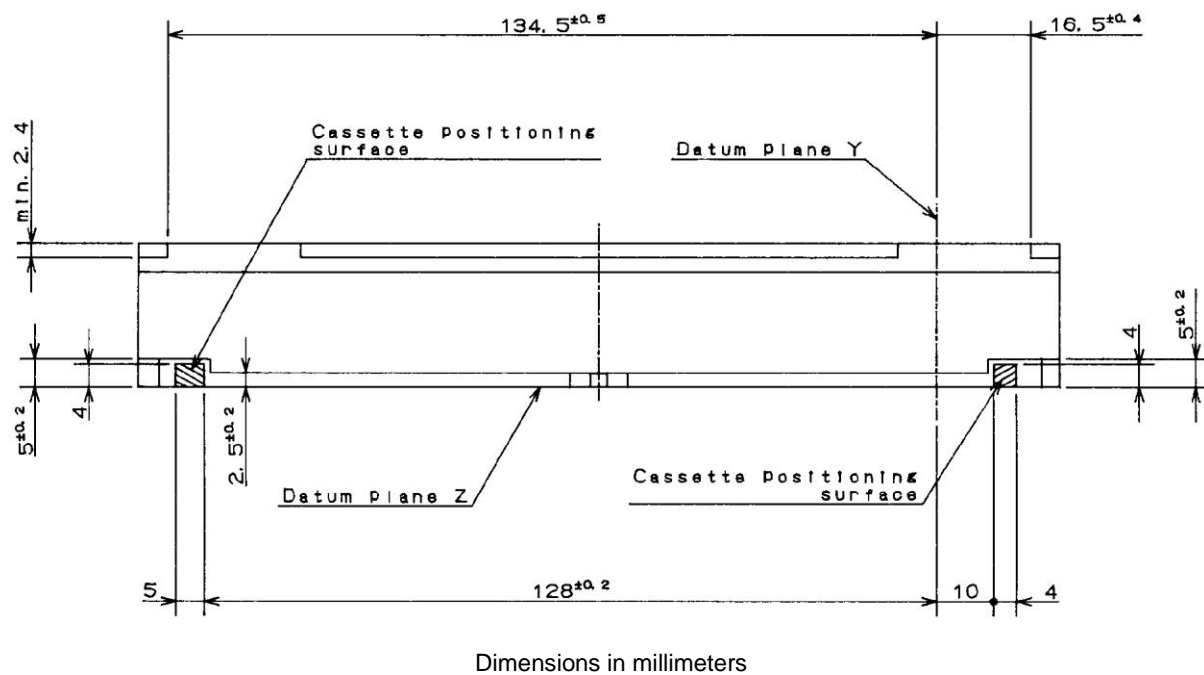 134.5±0.5
16.5±0.4
min. 2.4
Cassette positioning
surface
Datum plane Y
5±0.2
4
2.5±0.2
4
5±0.2
Datum plane Z
Cassette positioning
surface
5
128±0.2
10
4
Dimensions in millimeters